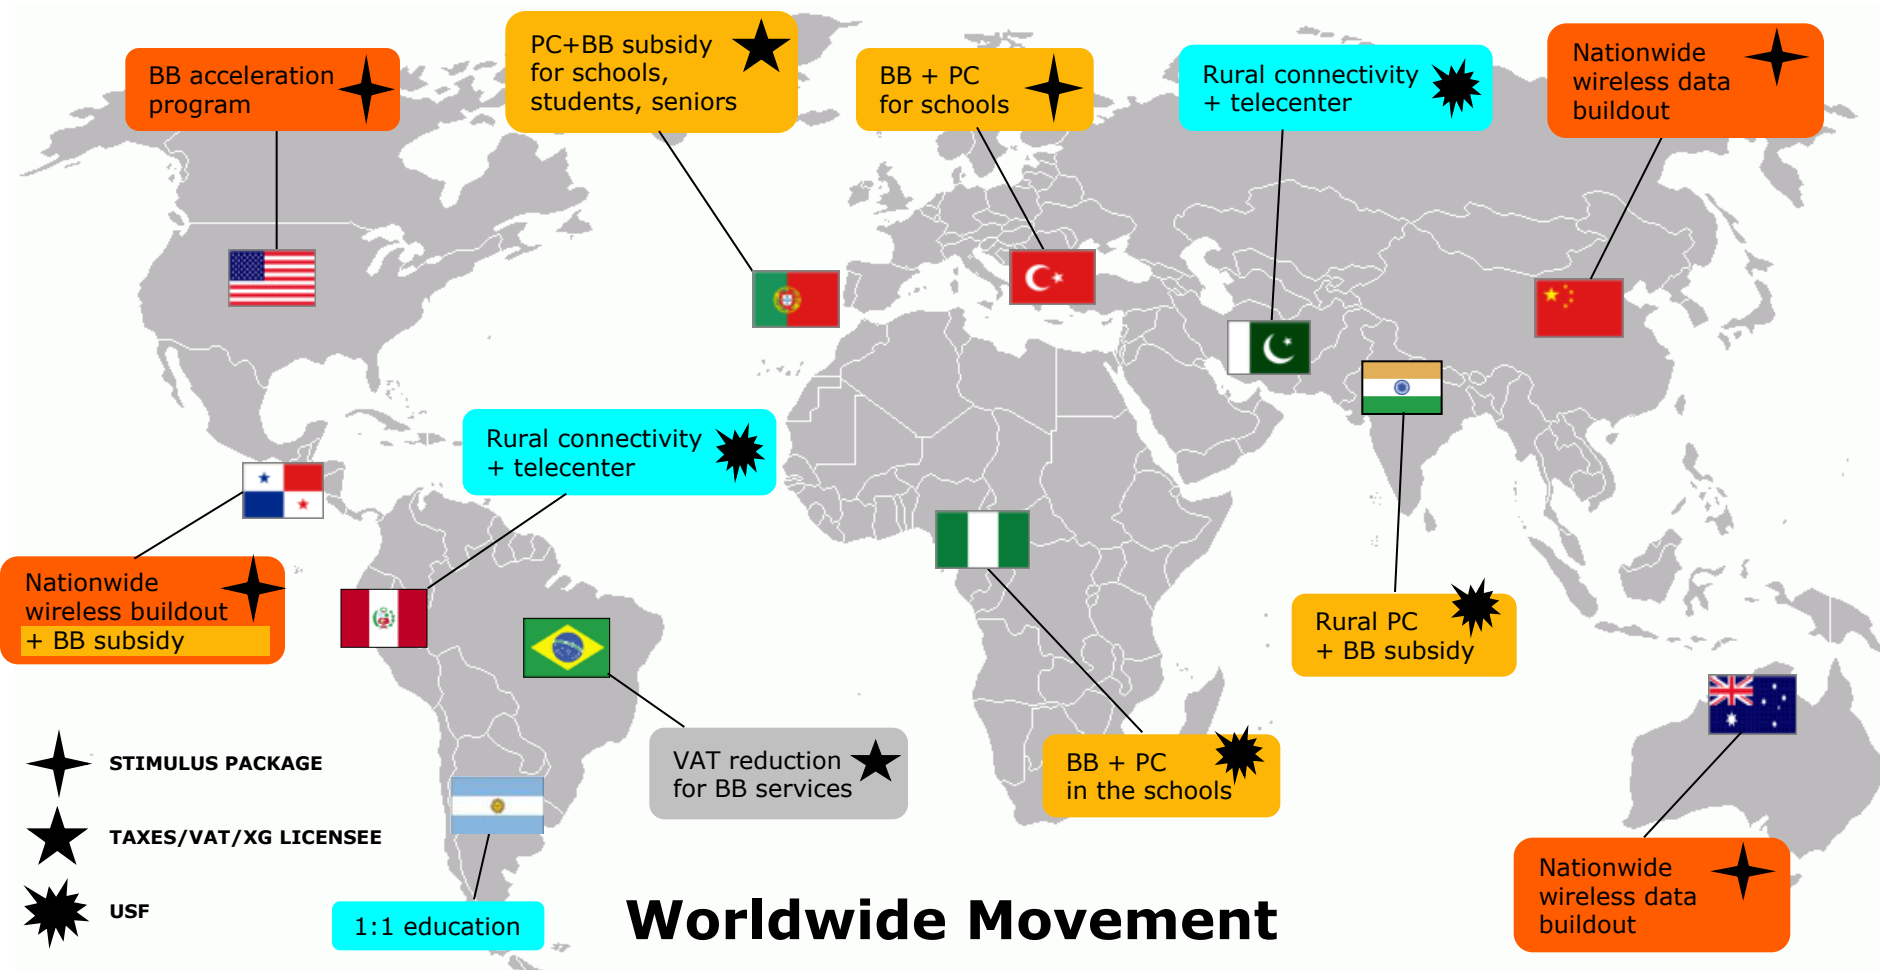 BB acceleration
program
PC+BB subsidy
for schools,
students, seniors
BB + PC
for schools
Rural connectivity
+ telecenter
Nationwide
wireless data
buildout
Rural connectivity
+ telecenter
Nationwide
wireless buildout
+ BB subsidy
Rural PC
+ BB subsidy
VAT reduction
for BB services
BB + PC
in the schools
Nationwide
wireless data
buildout
1:1 education
STIMULUS PACKAGE
TAXES/VAT/XG LICENSEE
USF
Worldwide Movement